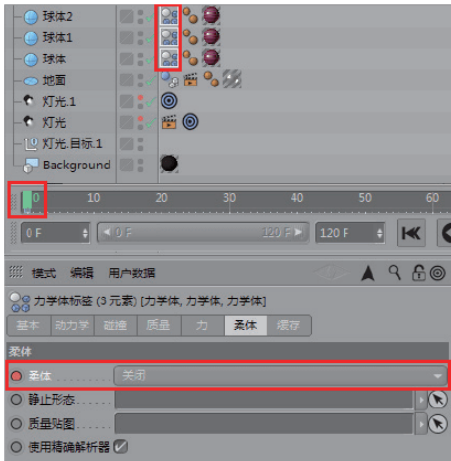 球体2
球体1
球体
地面
灯光.1
灯光
灯光.目标.1
Background
0 10 20 30 40 50 60
0 F 0 F 120 F 120 F
模式 编辑 用户数据
力学体标签 (3 元素) [力学体, 力学体, 力学体]
基本 动力学 碰撞 质量 力 柔体 缓存
柔体
柔体 . . . . . . . . 关闭
静止形态 . . . . .
质量贴图 . . . . .
使用精确解析器